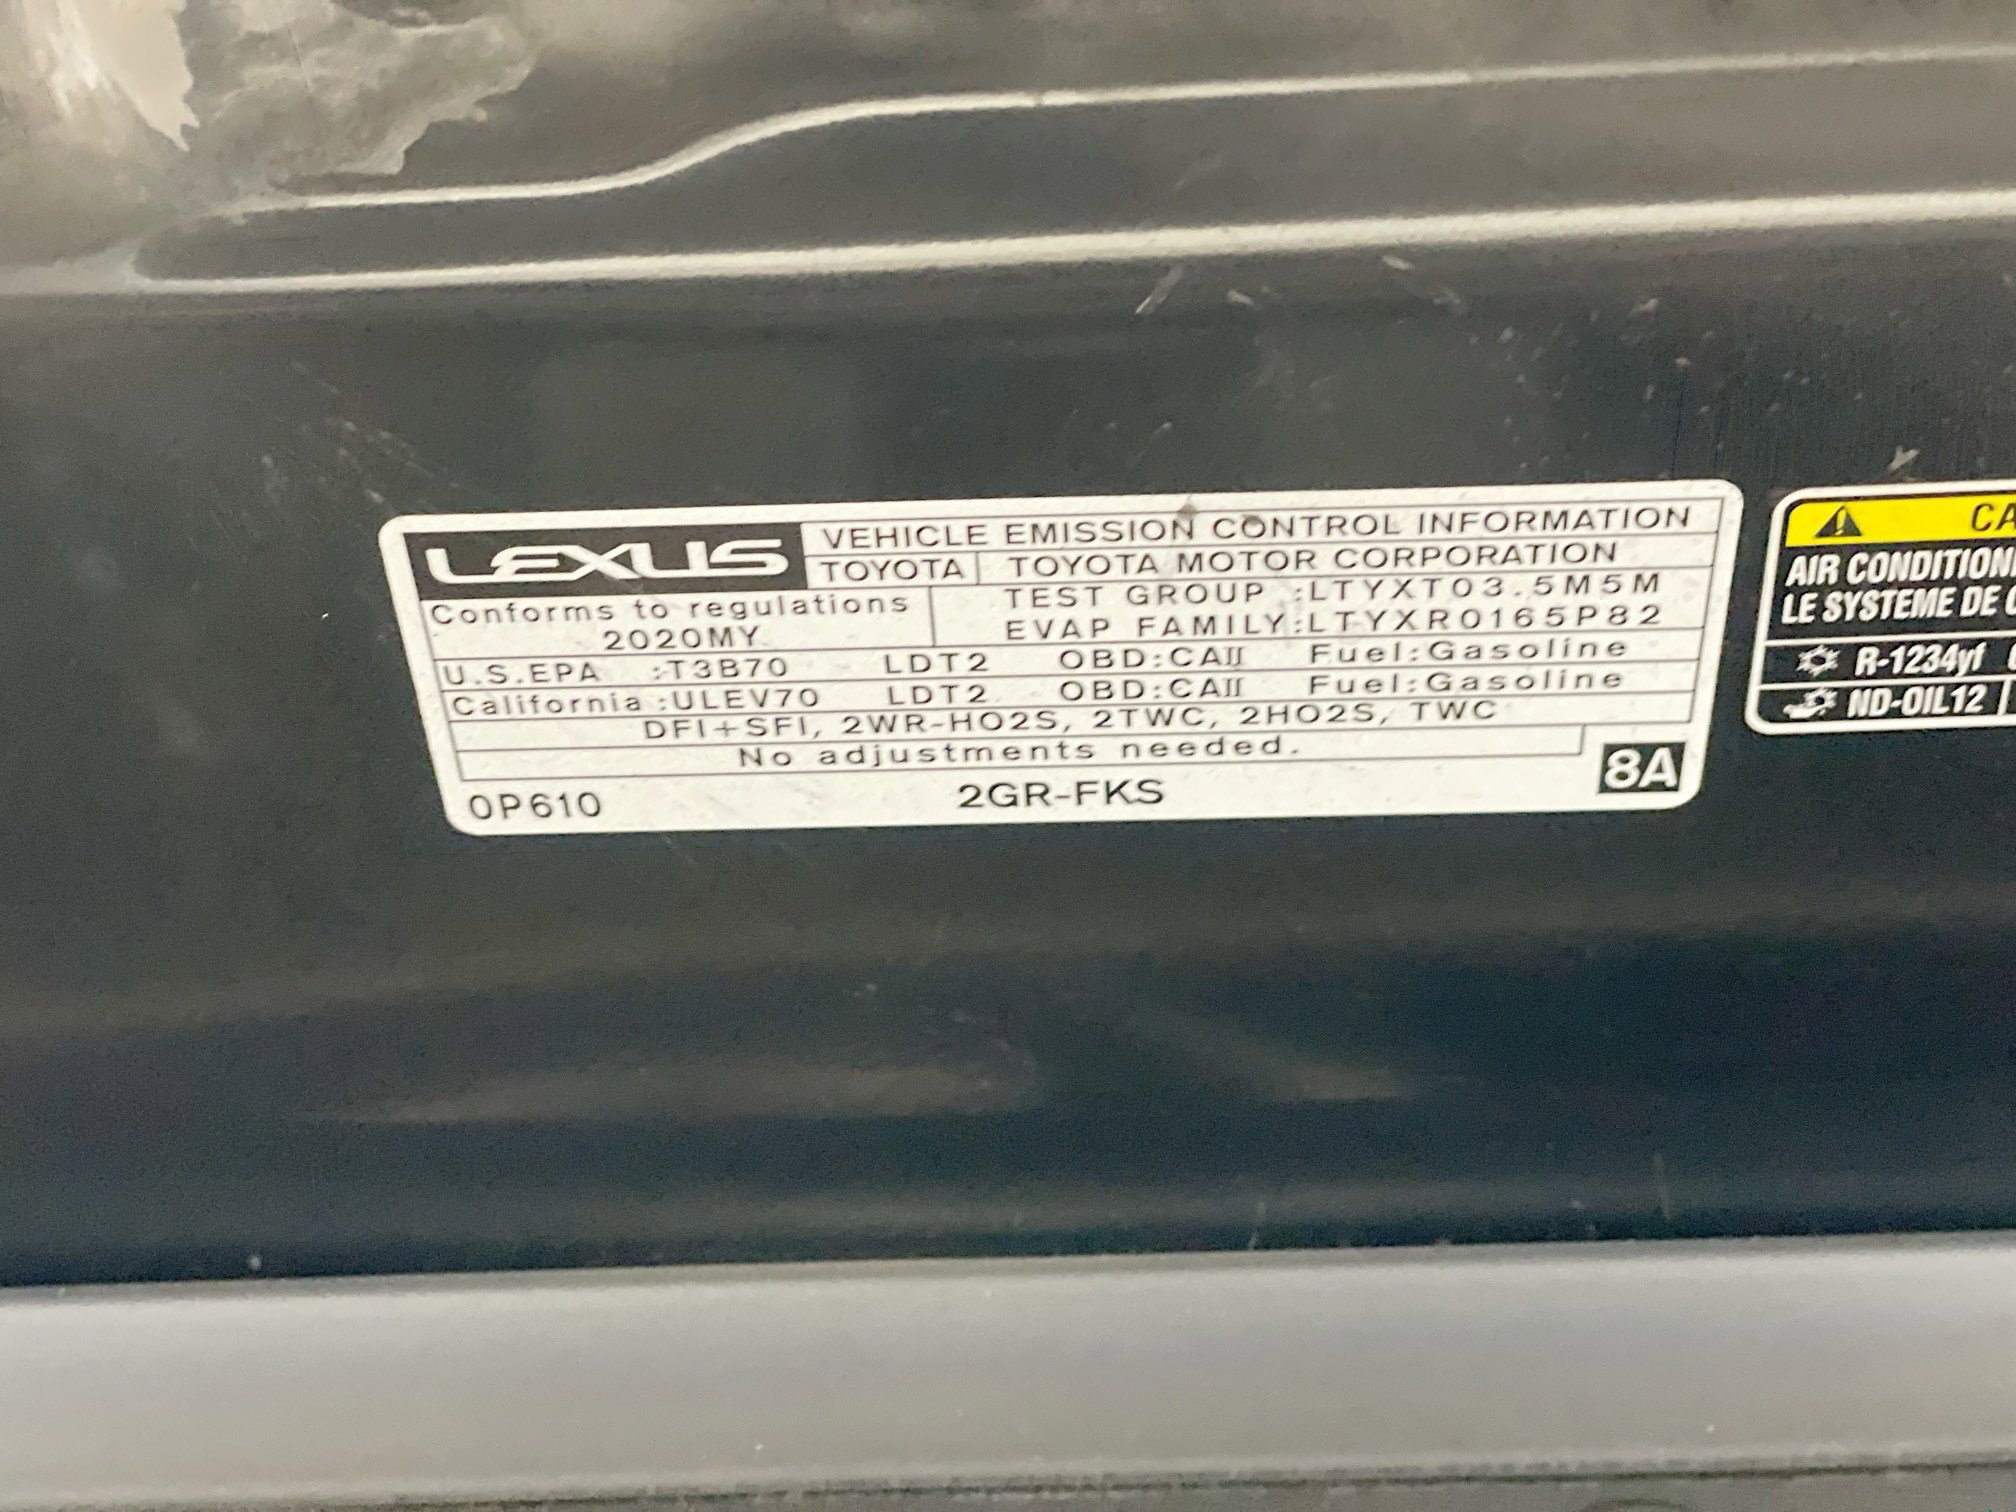 LEXUS
VEHICLE EMISSION CONTROL INFORMATION
TOYOTA TOYOTA MOTOR CORPORATION
Conforms to regulations
2020MY
TEST GROUP :LTYXT03.5M5M
EVAP FAMILY:LTYXR0165P82
U.S.EPA :T3B70 LDT2 OBD:CAII Fuel:Gasoline
California :ULEV70 LDT2 OBD:CAII Fuel:Gasoline
DFI+SFI, 2WR-HO2S, 2TWC, 2HO2S, TWC
No adjustments needed.
0P610 2GR-FKS 8A
CA
AIR CONDITION
LE SYSTEME DE
R-1234yf
ND-OIL12